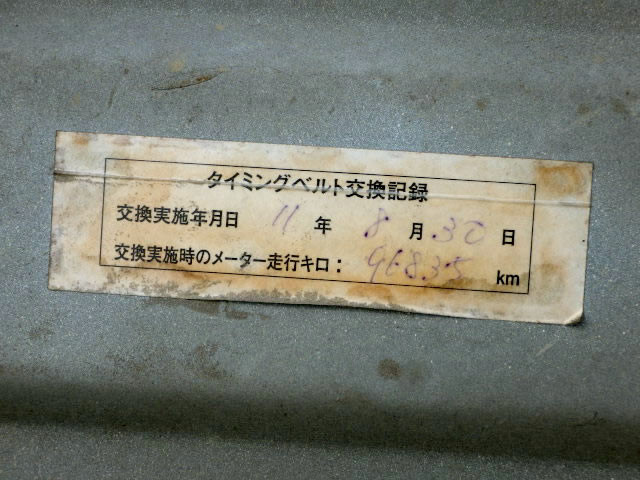 タイミングベルト交換記録
交換実施年月日 11 年 8 月 30 日
交換実施時のメーター走行キロ： 96835 km